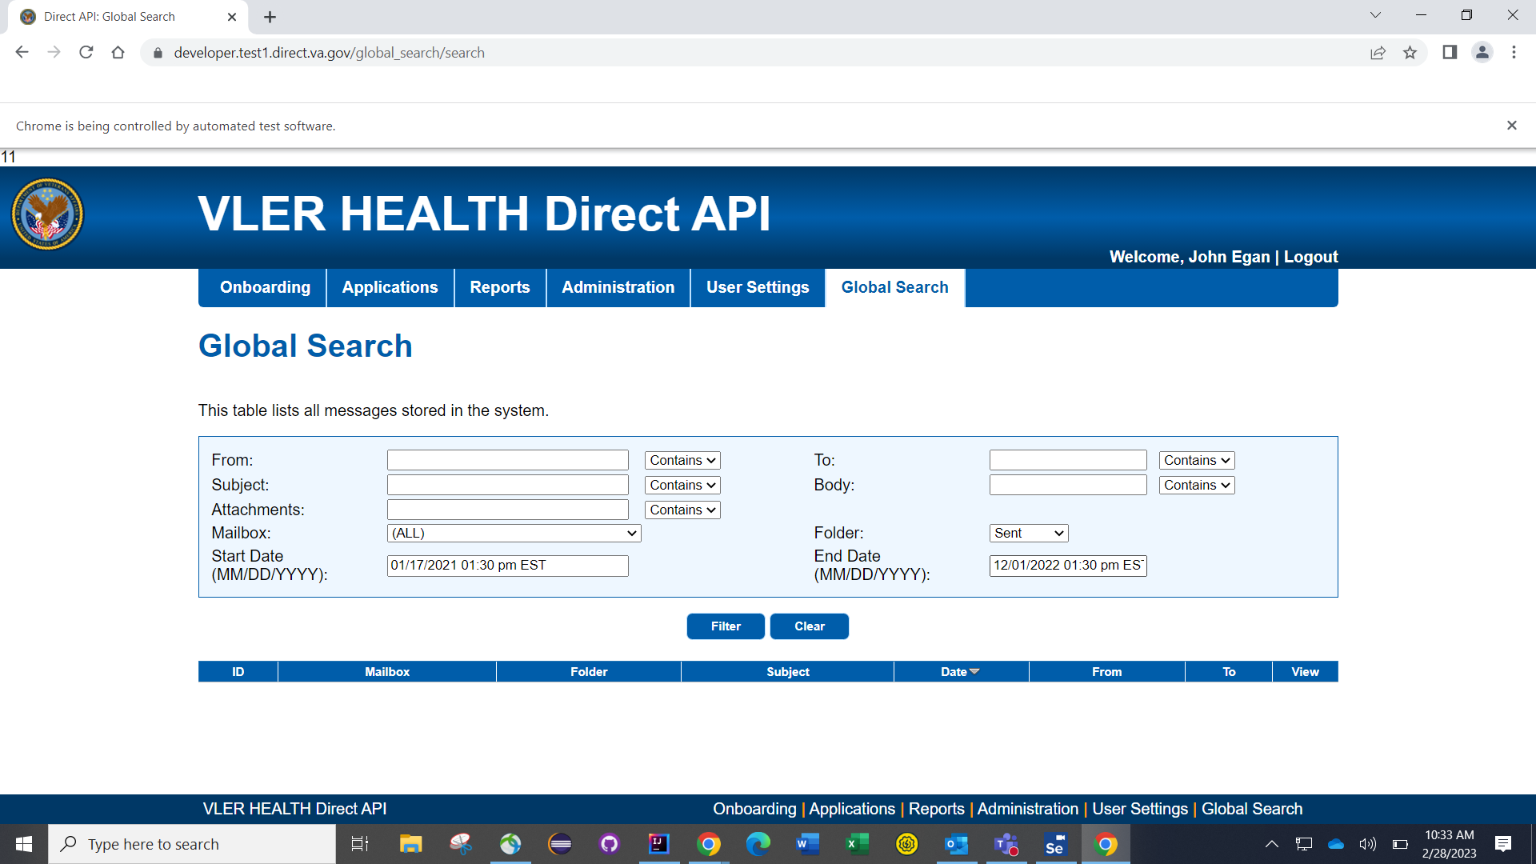 Direct API: Global Search
developer.test1.direct.va.gov/global_search/search
Chrome is being controlled by automated test software.
11
VLER HEALTH Direct API
Welcome, John Egan | Logout
Onboarding Applications Reports Administration User Settings Global Search
Global Search
This table lists all messages stored in the system.
From: Contains To: Contains
Subject: Contains Body: Contains
Attachments: Contains
Mailbox: (ALL) Folder: Sent
Start Date (MM/DD/YYYY): 01/17/2021 01:30 pm EST End Date (MM/DD/YYYY): 12/01/2022 01:30 pm EST
Filter Clear
ID Mailbox Folder Subject Date From To View
VLER HEALTH Direct API Onboarding | Applications | Reports | Administration | User Settings | Global Search
Type here to search
10:33 AM
2/28/2023